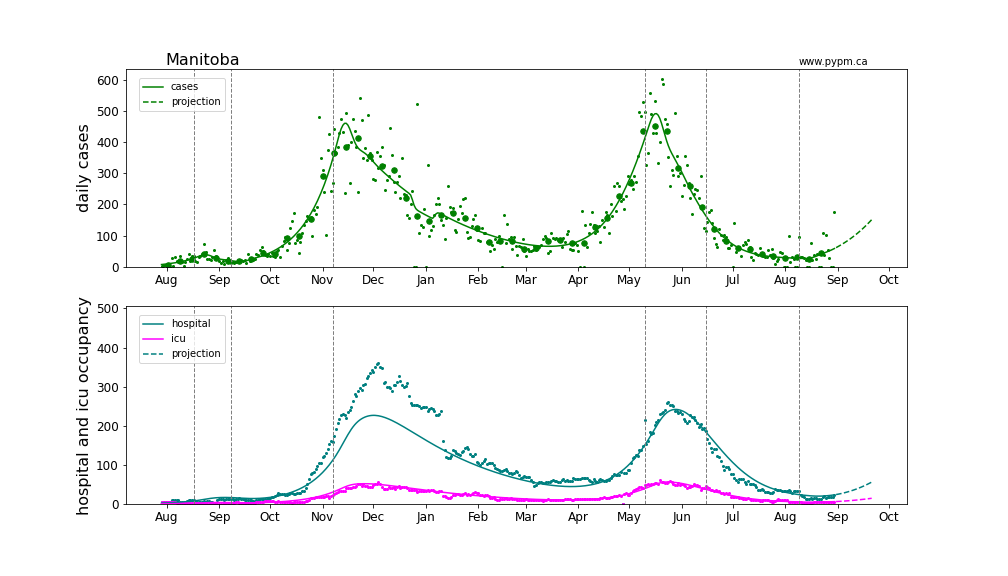 Manitoba
www.pypm.ca
daily cases
600
500
400
300
200
100
0
cases
projection
Aug Sep Oct Nov Dec Jan Feb Mar Apr May Jun Jul Aug Sep Oct
hospital and icu occupancy
500
400
300
200
100
0
hospital
icu
projection
Aug Sep Oct Nov Dec Jan Feb Mar Apr May Jun Jul Aug Sep Oct